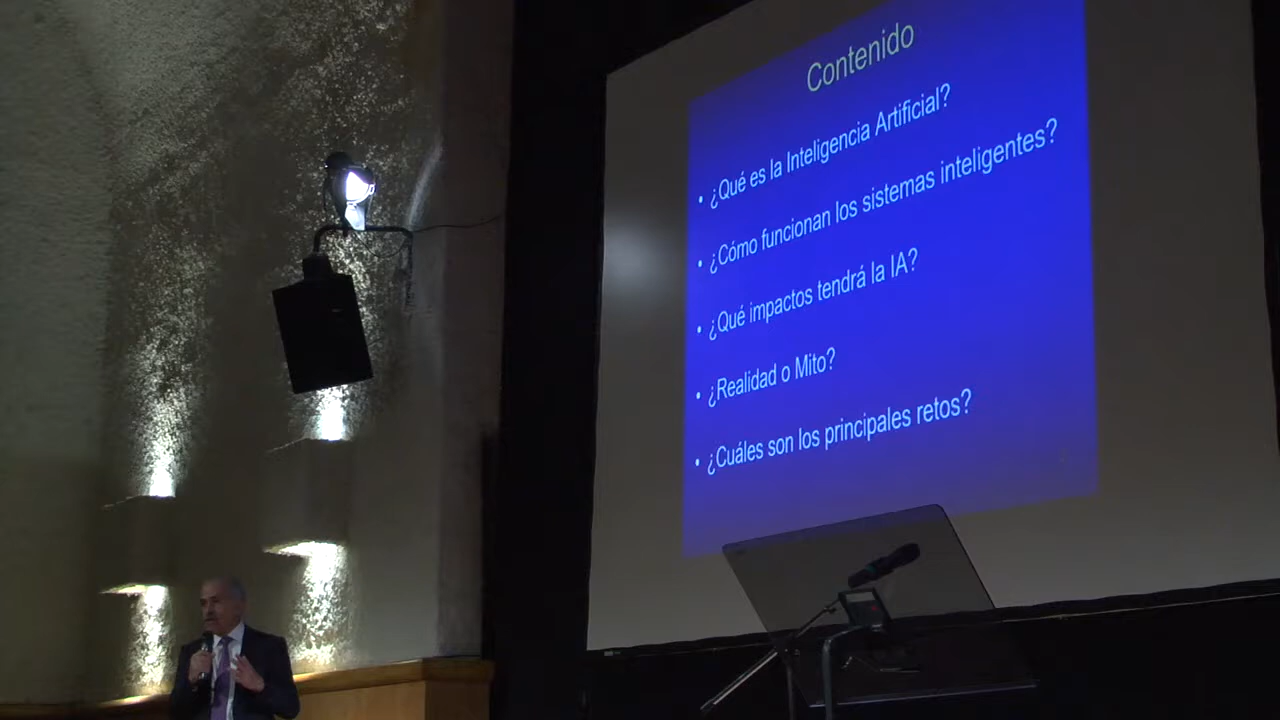 Contenido
• ¿Qué es la Inteligencia Artificial?
• ¿Cómo funcionan los sistemas inteligentes?
• ¿Qué impactos tendrá la IA?
• ¿Realidad o Mito?
• ¿Cuáles son los principales retos?